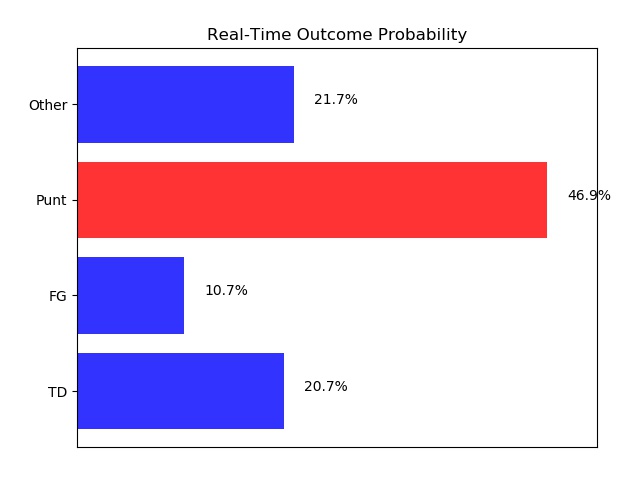 Real-Time Outcome Probability
Other
21.7%
Punt
46.9%
FG
10.7%
TD
20.7%